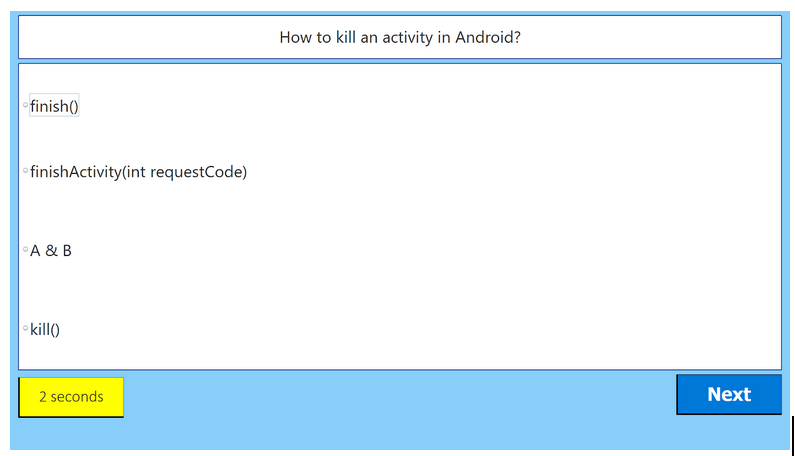 How to kill an activity in Android?
finish()
finishActivity(int requestCode)
A & B
kill()
2 seconds
Next